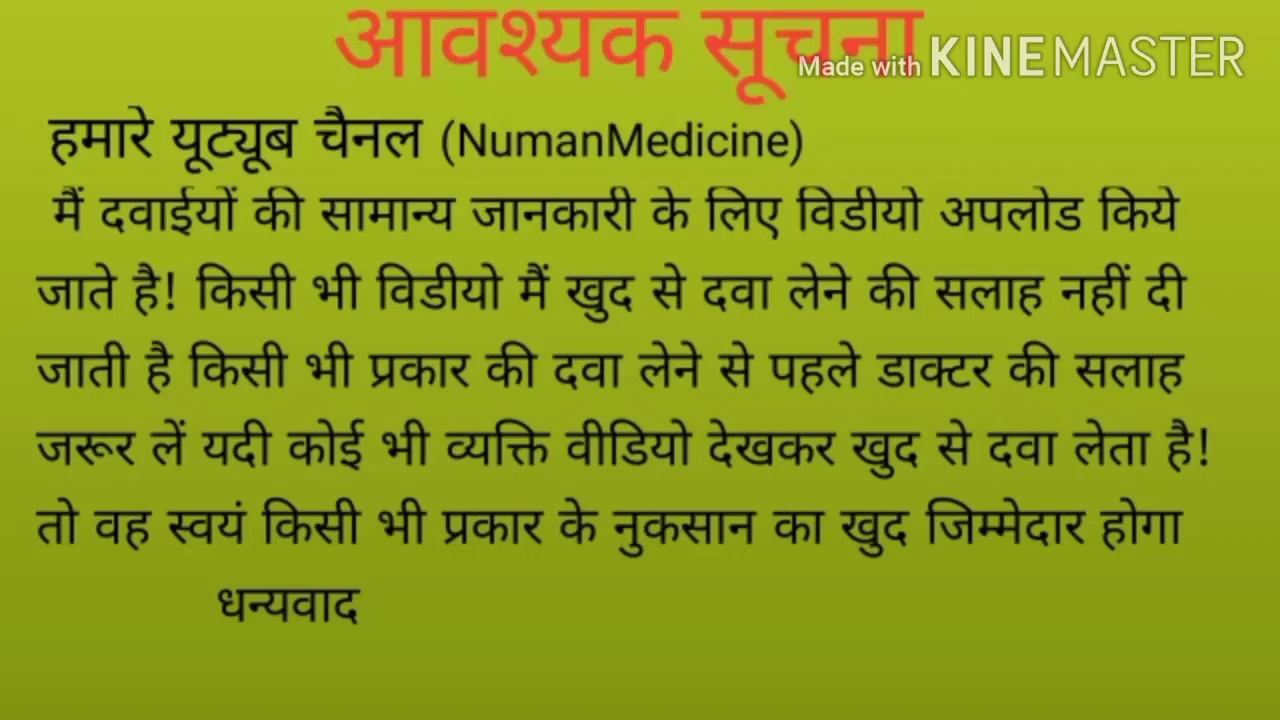 आवश्यक सूचना
Made with KINEMASTER
हमारे यूट्यूब चैनल (NumanMedicine)
मैं दवाईयों की सामान्य जानकारी के लिए विडीयो अपलोड किये
जाते है! किसी भी विडीयो मैं खुद से दवा लेने की सलाह नहीं दी
जाती है किसी भी प्रकार की दवा लेने से पहले डाक्टर की सलाह
जरूर लें यदी कोई भी व्यक्ति वीडियो देखकर खुद से दवा लेता है!
तो वह स्वयं किसी भी प्रकार के नुकसान का खुद जिम्मेदार होगा
धन्यवाद